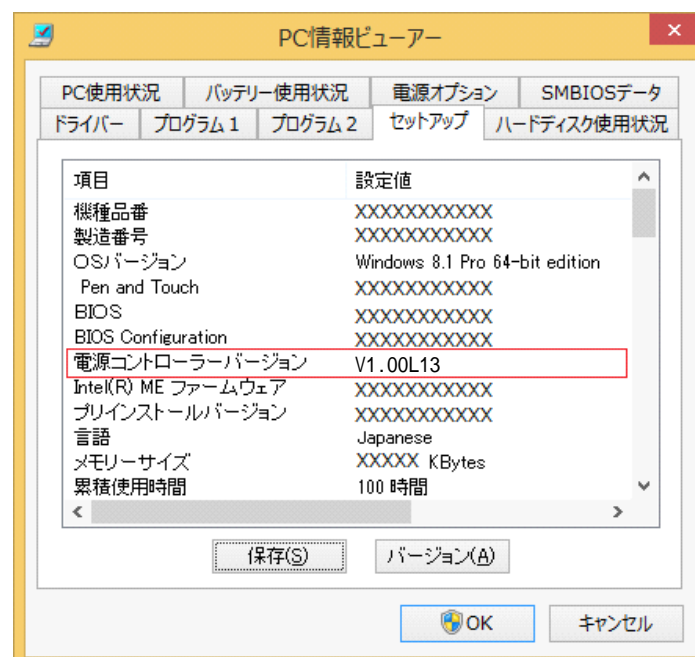 PC情報ビューアー
PC使用状況 バッテリー使用状況 電源オプション SMBIOSデータ
ドライバー プログラム1 プログラム2 セットアップ ハードディスク使用状況
項目 設定値
機種品番 XXXXXXXXXXX
製造番号 XXXXXXXXXXX
OSバージョン Windows 8.1 Pro 64-bit edition
Pen and Touch XXXXXXXXXXX
BIOS XXXXXXXXXXX
BIOS Configuration XXXXXXXXXXX
電源コントローラーバージョン V1.00L13
Intel(R) ME ファームウェア XXXXXXXXXXX
プリインストールバージョン XXXXXXXXXXX
言語 Japanese
メモリーサイズ XXXXX KBytes
累積使用時間 100 時間
保存(S) バージョン(A)
OK キャンセル